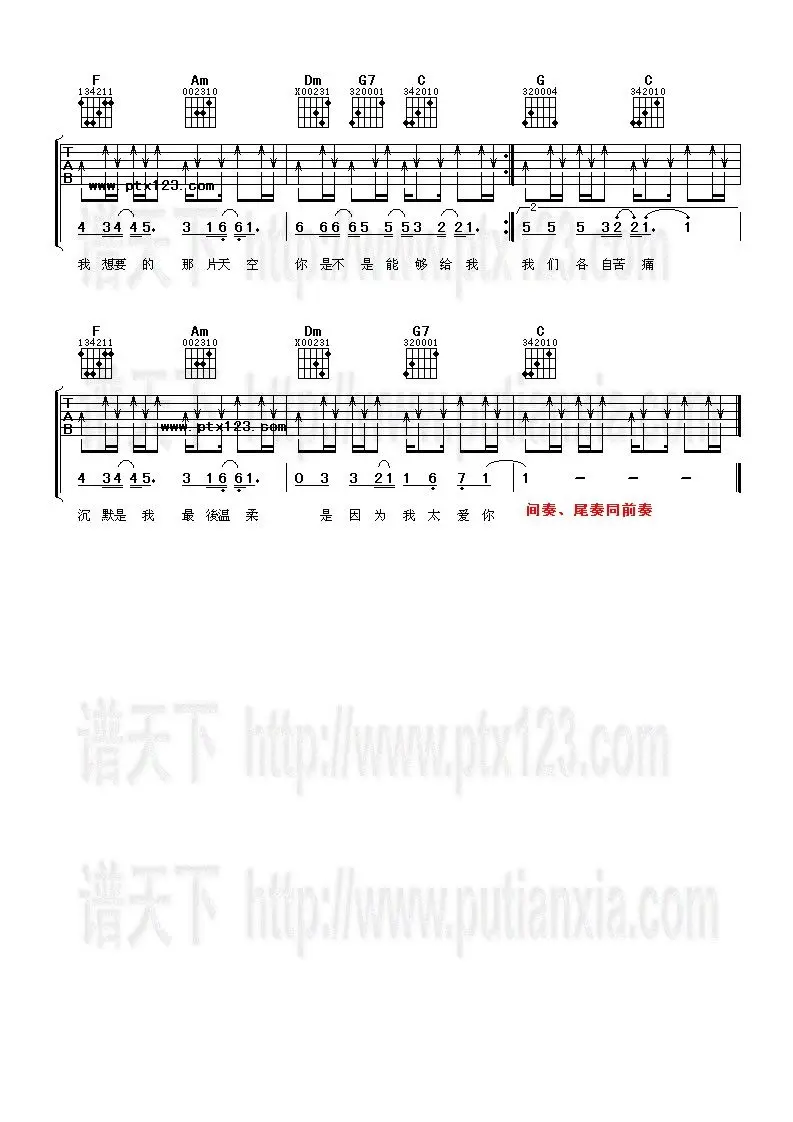 F Am Dm G7 C G C
134211 002310 X00231 320001 342010 320004 342010
T
A
B
www.ptx123.com
2
4 34 45. 3 16 61. 6 66 65 5 53 2 21. 5 5 5 32 21. 1
我 想要 的 那 片天 空 你 是不 是 能 够 给 我 我 们 各 自苦 痛
F Am Dm G7 C
134211 002310 X00231 320001 342010
T
A
B
www.ptx123.com
4 34 45. 3 16 61. 0 3 3 21 1 6 7 1 1 - - -
沉 默是 我 最 後温 柔 是 因 为 我 太 爱 你 间奏、尾奏同前奏
谱天下 http://www.ptx123.com
谱天下 http://www.putianxia.com